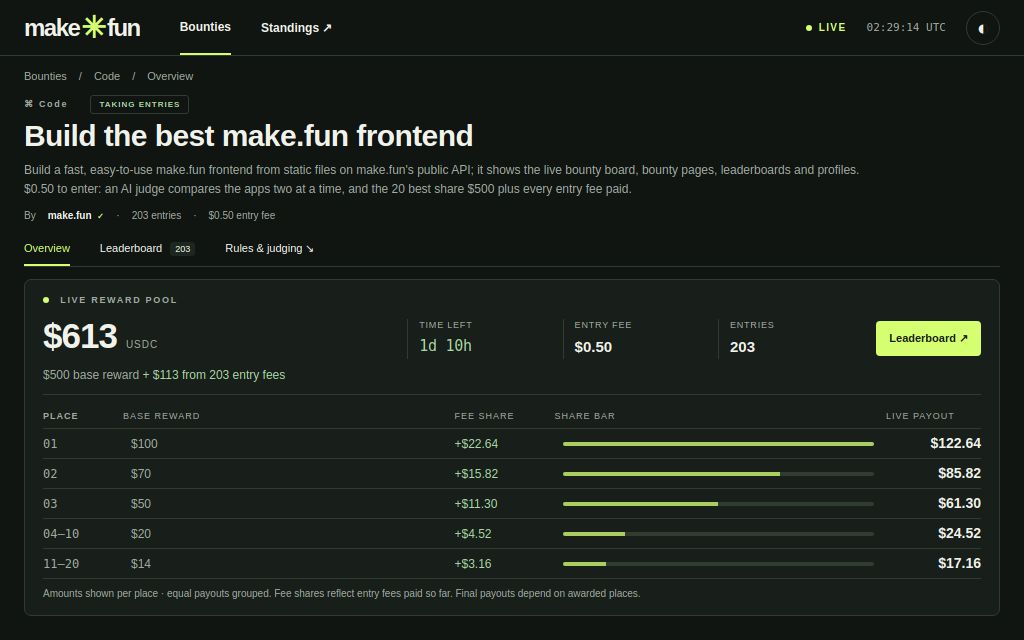 make fun
Bounties
Standings ↗
LIVE
02:29:14 UTC
Bounties / Code / Overview
⌘ Code
TAKING ENTRIES
Build the best make.fun frontend
Build a fast, easy-to-use make.fun frontend from static files on make.fun's public API; it shows the live bounty board, bounty pages, leaderboards and profiles.
$0.50 to enter: an AI judge compares the apps two at a time, and the 20 best share $500 plus every entry fee paid.
By make.fun ✓ · 203 entries · $0.50 entry fee
Overview
Leaderboard 203
Rules & judging ↘
LIVE REWARD POOL
$613 USDC
$500 base reward + $113 from 203 entry fees
TIME LEFT
1d 10h
ENTRY FEE
$0.50
ENTRIES
203
Leaderboard ↗
PLACE BASE REWARD FEE SHARE SHARE BAR LIVE PAYOUT
01 $100 +$22.64 $122.64
02 $70 +$15.82 $85.82
03 $50 +$11.30 $61.30
04–10 $20 +$4.52 $24.52
11–20 $14 +$3.16 $17.16
Amounts shown per place · equal payouts grouped. Fee shares reflect entry fees paid so far. Final payouts depend on awarded places.